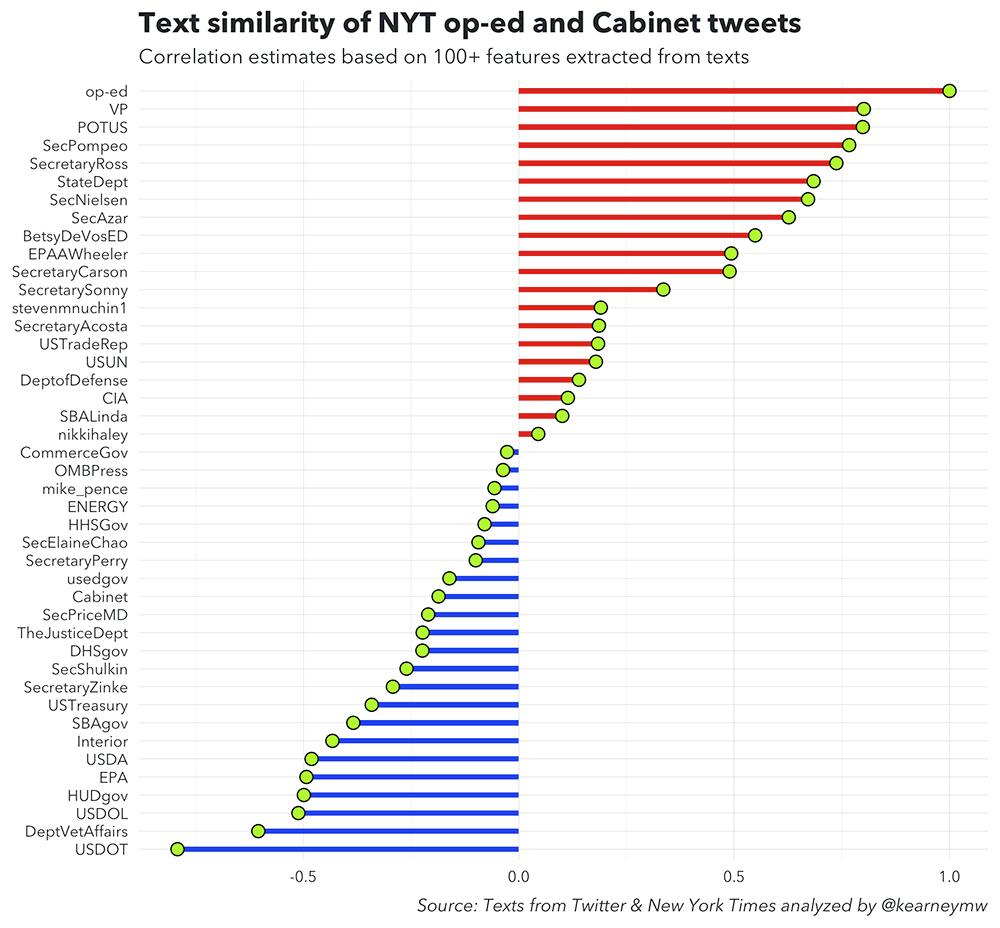 Text similarity of NYT op-ed and Cabinet tweets
Correlation estimates based on 100+ features extracted from texts
op-ed
VP
POTUS
SecPompeo
SecretaryRoss
StateDept
SecNielsen
SecAzar
BetsyDeVosED
EPAAWheeler
SecretaryCarson
SecretarySonny
stevenmnuchin1
SecretaryAcosta
USTradeRep
USUN
DeptofDefense
CIA
SBALinda
nikkihaley
CommerceGov
OMBPress
mike_pence
ENERGY
HHSGov
SecElaineChao
SecretaryPerry
usedgov
Cabinet
SecPriceMD
TheJusticeDept
DHSgov
SecShulkin
SecretaryZinke
USTreasury
SBAgov
Interior
USDA
EPA
HUDgov
USDOL
DeptVetAffairs
USDOT
-0.5 0.0 0.5 1.0
Source: Texts from Twitter & New York Times analyzed by @kearneymw